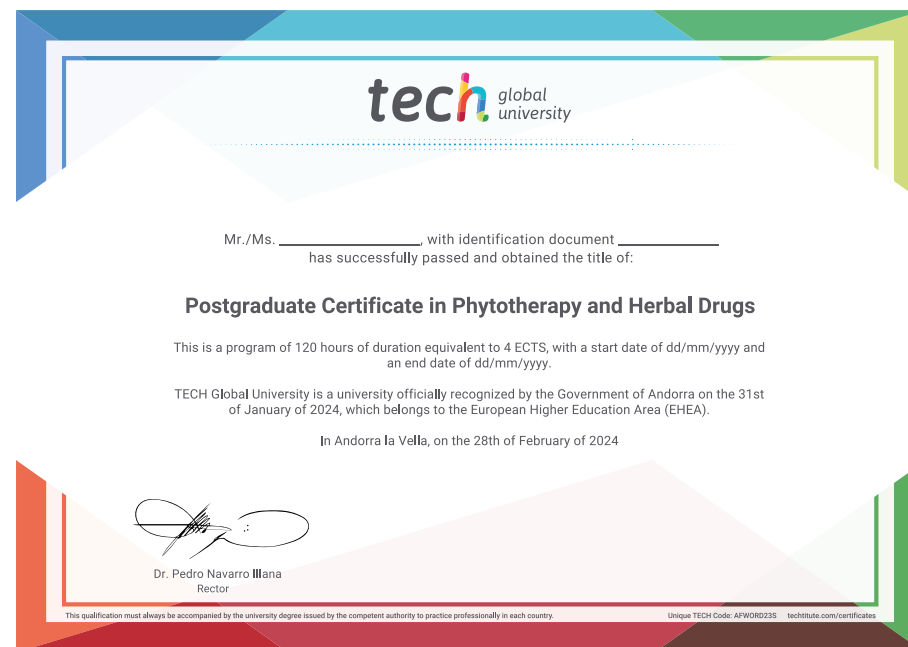 tech global
university
Mr./Ms. ____________, with identification document ____________
has successfully passed and obtained the title of:
Postgraduate Certificate in Phytotherapy and Herbal Drugs
This is a program of 120 hours of duration equivalent to 4 ECTS, with a start date of dd/mm/yyyy and
an end date of dd/mm/yyyy.
TECH Global University is a university officially recognized by the Government of Andorra on the 31st
of January of 2024, which belongs to the European Higher Education Area (EHEA).
In Andorra la Vella, on the 28th of February of 2024
Dr. Pedro Navarro Illana
Rector
This qualification must always be accompanied by the university degree issued by the competent authority to practice professionally in each country.
Unique TECH Code: AFWORD23S techtitute.com/certificates